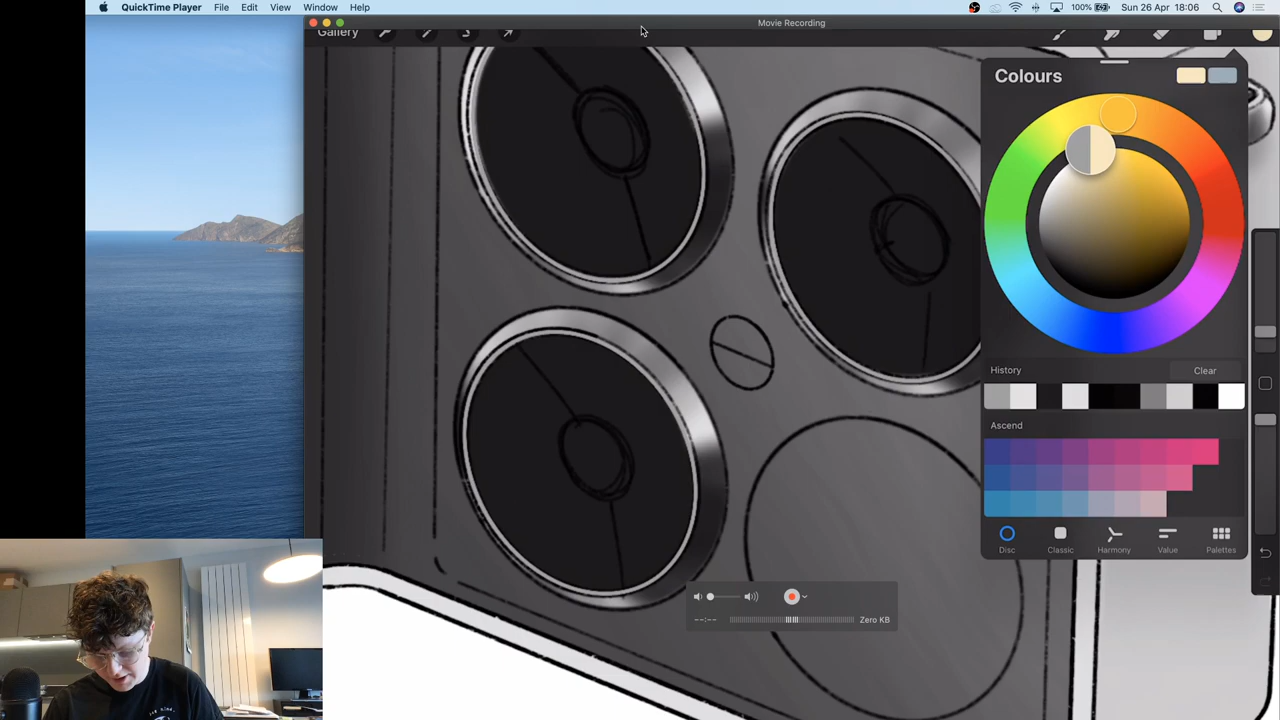 QuickTime Player File Edit View Window Help 100% Sun 26 Apr 18:06
Movie Recording
Gallery
Colours
History Clear
Ascend
Disc Classic Harmony Value Palettes
--:-- Zero KB